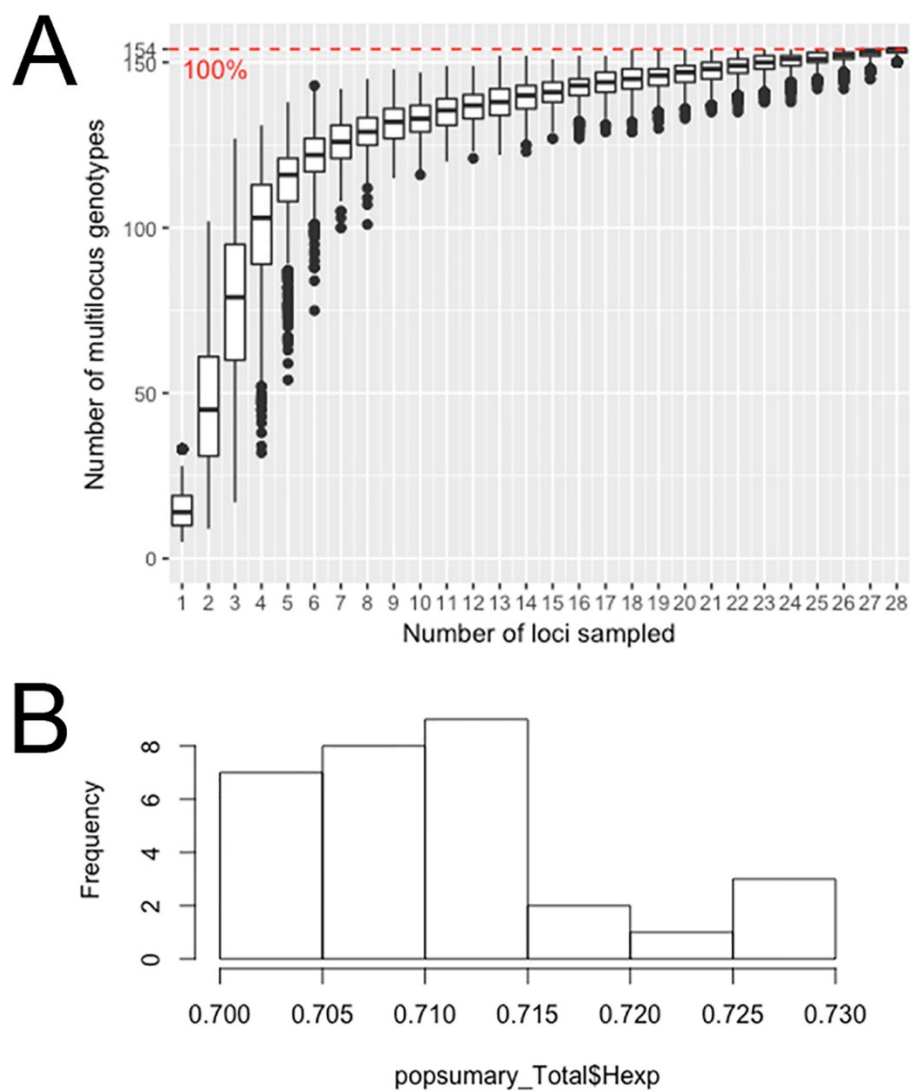 A
154
150
100%
100
50
0
Number of multilocus genotypes
1 2 3 4 5 6 7 8 9 10 11 12 13 14 15 16 17 18 19 20 21 22 23 24 25 26 27 28
Number of loci sampled
B
8
6
4
2
0
Frequency
0.700 0.705 0.710 0.715 0.720 0.725 0.730
popsumary_Total$Hexp